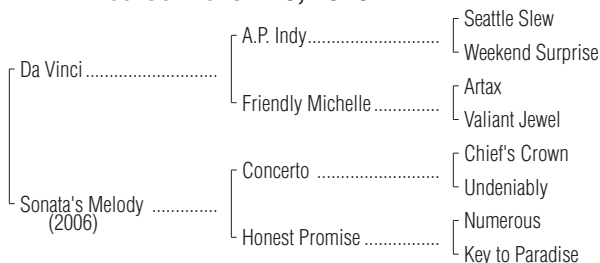 Seattle Slew
A.P. Indy
Weekend Surprise
Da Vinci
Artax
Friendly Michelle
Valiant Jewel
Chief's Crown
Concerto
Undeniably
Sonata's Melody
(2006)
Numerous
Honest Promise
Key to Paradise